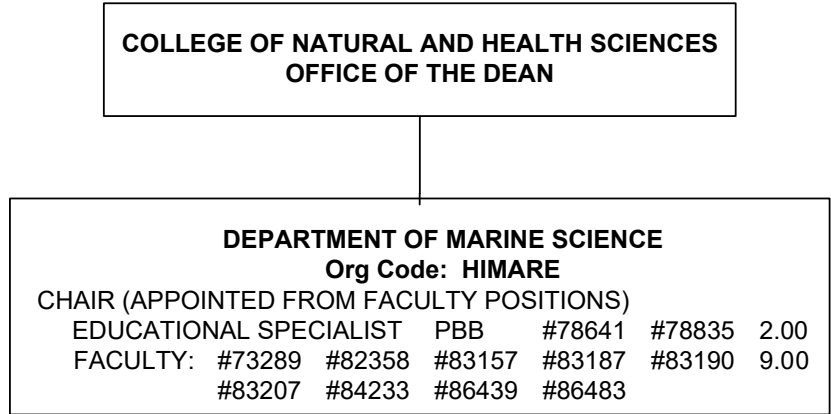 COLLEGE OF NATURAL AND HEALTH SCIENCES
OFFICE OF THE DEAN
DEPARTMENT OF MARINE SCIENCE
Org Code: HIMARE
CHAIR (APPOINTED FROM FACULTY POSITIONS)
EDUCATIONAL SPECIALIST PBB #78641 #78835 2.00
FACULTY: #73289 #82358 #83157 #83187 #83190 9.00
#83207 #84233 #86439 #86483